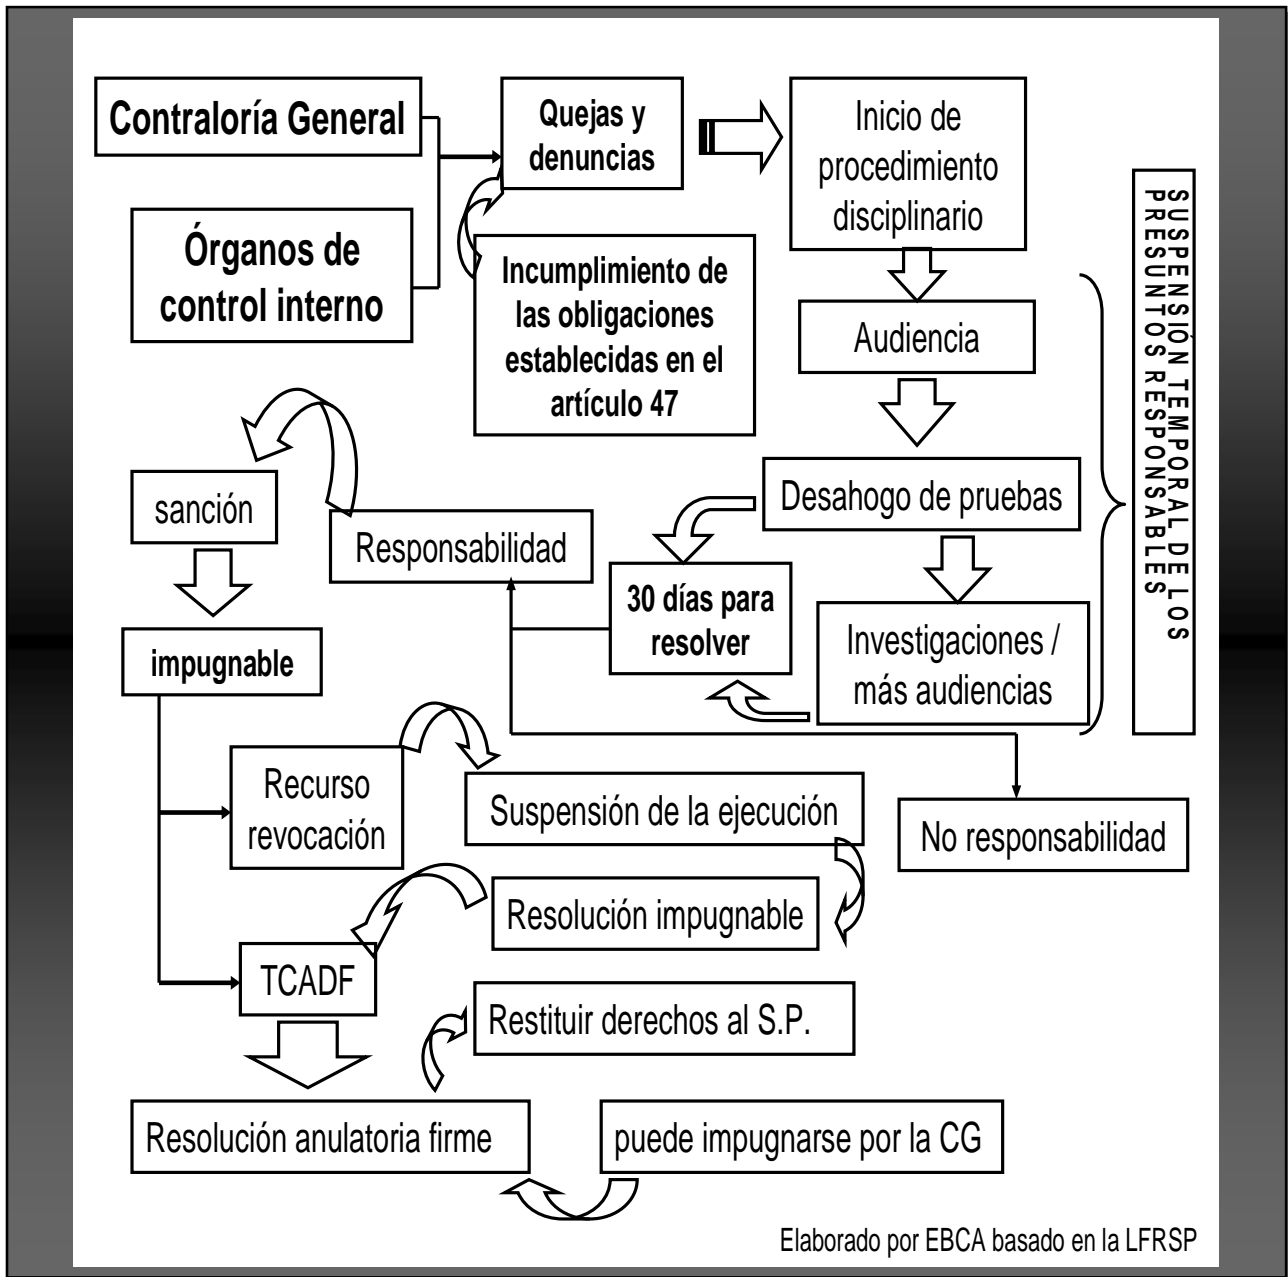 Contraloría General
Quejas y
denuncias
Inicio de
procedimiento
disciplinario
Órganos de
control interno
Incumplimiento de
las obligaciones
establecidas en el
artículo 47
Audiencia
SUSPENSIÓN TEMPORAL DE LOS
PRESUNTOS RESPONSABLES
sanción
Responsabilidad
Desahogo de pruebas
30 días para
resolver
Investigaciones /
más audiencias
impugnable
Recurso
revocación
Suspensión de la ejecución
No responsabilidad
Resolución impugnable
TCADF
Restituir derechos al S.P.
Resolución anulatoria firme
puede impugnarse por la CG
Elaborado por EBCA basado en la LFRSP